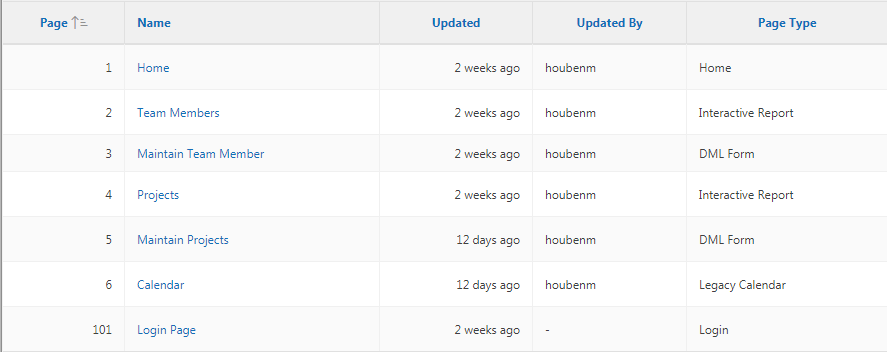 Page Name Updated Updated By Page Type
1 Home 2 weeks ago houbenm Home
2 Team Members 2 weeks ago houbenm Interactive Report
3 Maintain Team Member 2 weeks ago houbenm DML Form
4 Projects 2 weeks ago houbenm Interactive Report
5 Maintain Projects 12 days ago houbenm DML Form
6 Calendar 12 days ago houbenm Legacy Calendar
101 Login Page 2 weeks ago - Login